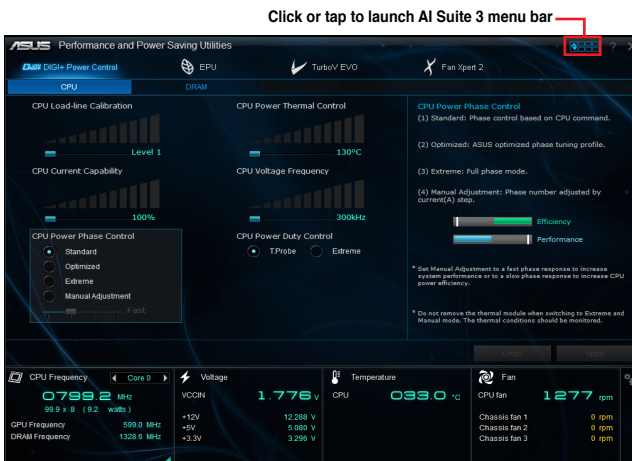 Click or tap to launch AI Suite 3 menu bar
ASUS Performance and Power Saving Utilities
?
DIGI+ Power Control
EPU
TurboV EVO
Fan Xpert 2
CPU
DRAM
CPU Load-line Calibration
Level 1
CPU Power Thermal Control
130°C
CPU Current Capability
100%
CPU Voltage Frequency
300kHz
CPU Power Phase Control
Standard
Optimized
Extreme
Manual Adjustment
Fast
CPU Power Duty Control
T.Probe
Extreme
CPU Power Phase Control
(1) Standard: Phase control based on CPU command.
(2) Optimized: ASUS optimized phase tuning profile.
(3) Extreme: Full phase mode.
(4) Manual Adjustment: Phase number adjusted by
current(A) step.
Efficiency
Performance
* Set Manual Adjustment to a fast phase response to increase
system performance or to a slow phase response to increase CPU
power efficiency.
* Do not remove the thermal module when switching to Extreme and
Manual mode. The thermal conditions should be monitored.
Undo
Apply
CPU Frequency
Core 0
0799.2 MHz
99.9 x 8 (9.2 watts)
GPU Frequency 599.0 MHz
DRAM Frequency 1328.6 MHz
Voltage
VCCIN 1.776 V
+12V 12.288 V
+5V 5.080 V
+3.3V 3.296 V
Temperature
CPU 033.0 °C
Fan
CPU fan 1277 rpm
Chassis fan 1 0 rpm
Chassis fan 2 0 rpm
Chassis fan 3 0 rpm